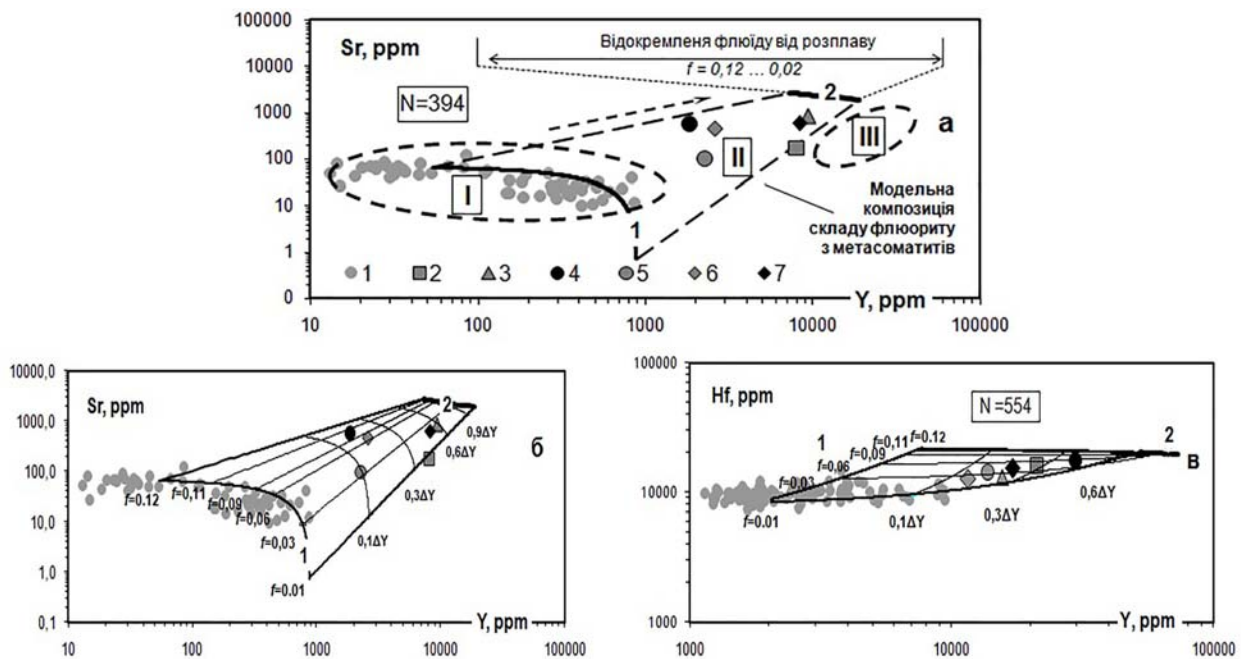 100000
10000
1000
100
10
1
0
Sr, ppm
Відокремленя флюїду від розплаву
f = 0,12 ... 0,02
N=394
2
а
III
II
I
1
Модельна
композиція
складу флюориту
з метасоматитів
1 2 3 4 5 6 7
Y, ppm
10 100 1000 10000 100000
10000,0
1000,0
100,0
10,0
1,0
0,1
Sr, ppm
2
0,9ΔY
0,6ΔY
б
0,3ΔY
0,1ΔY
f=0.12
f=0,11
f=0,09
f=0,06
f=0,03
1
f=0.01
Y, ppm
10 100 1000 10000 100000
100000
10000
1000
Hf, ppm
N =554
1
f=0,11
f=0.12
f=0,09
f=0,06
f=0.03
f=0.01
2
в
0,6ΔY
0,3ΔY
0,1ΔY
Y, ppm
1000 10000 100000